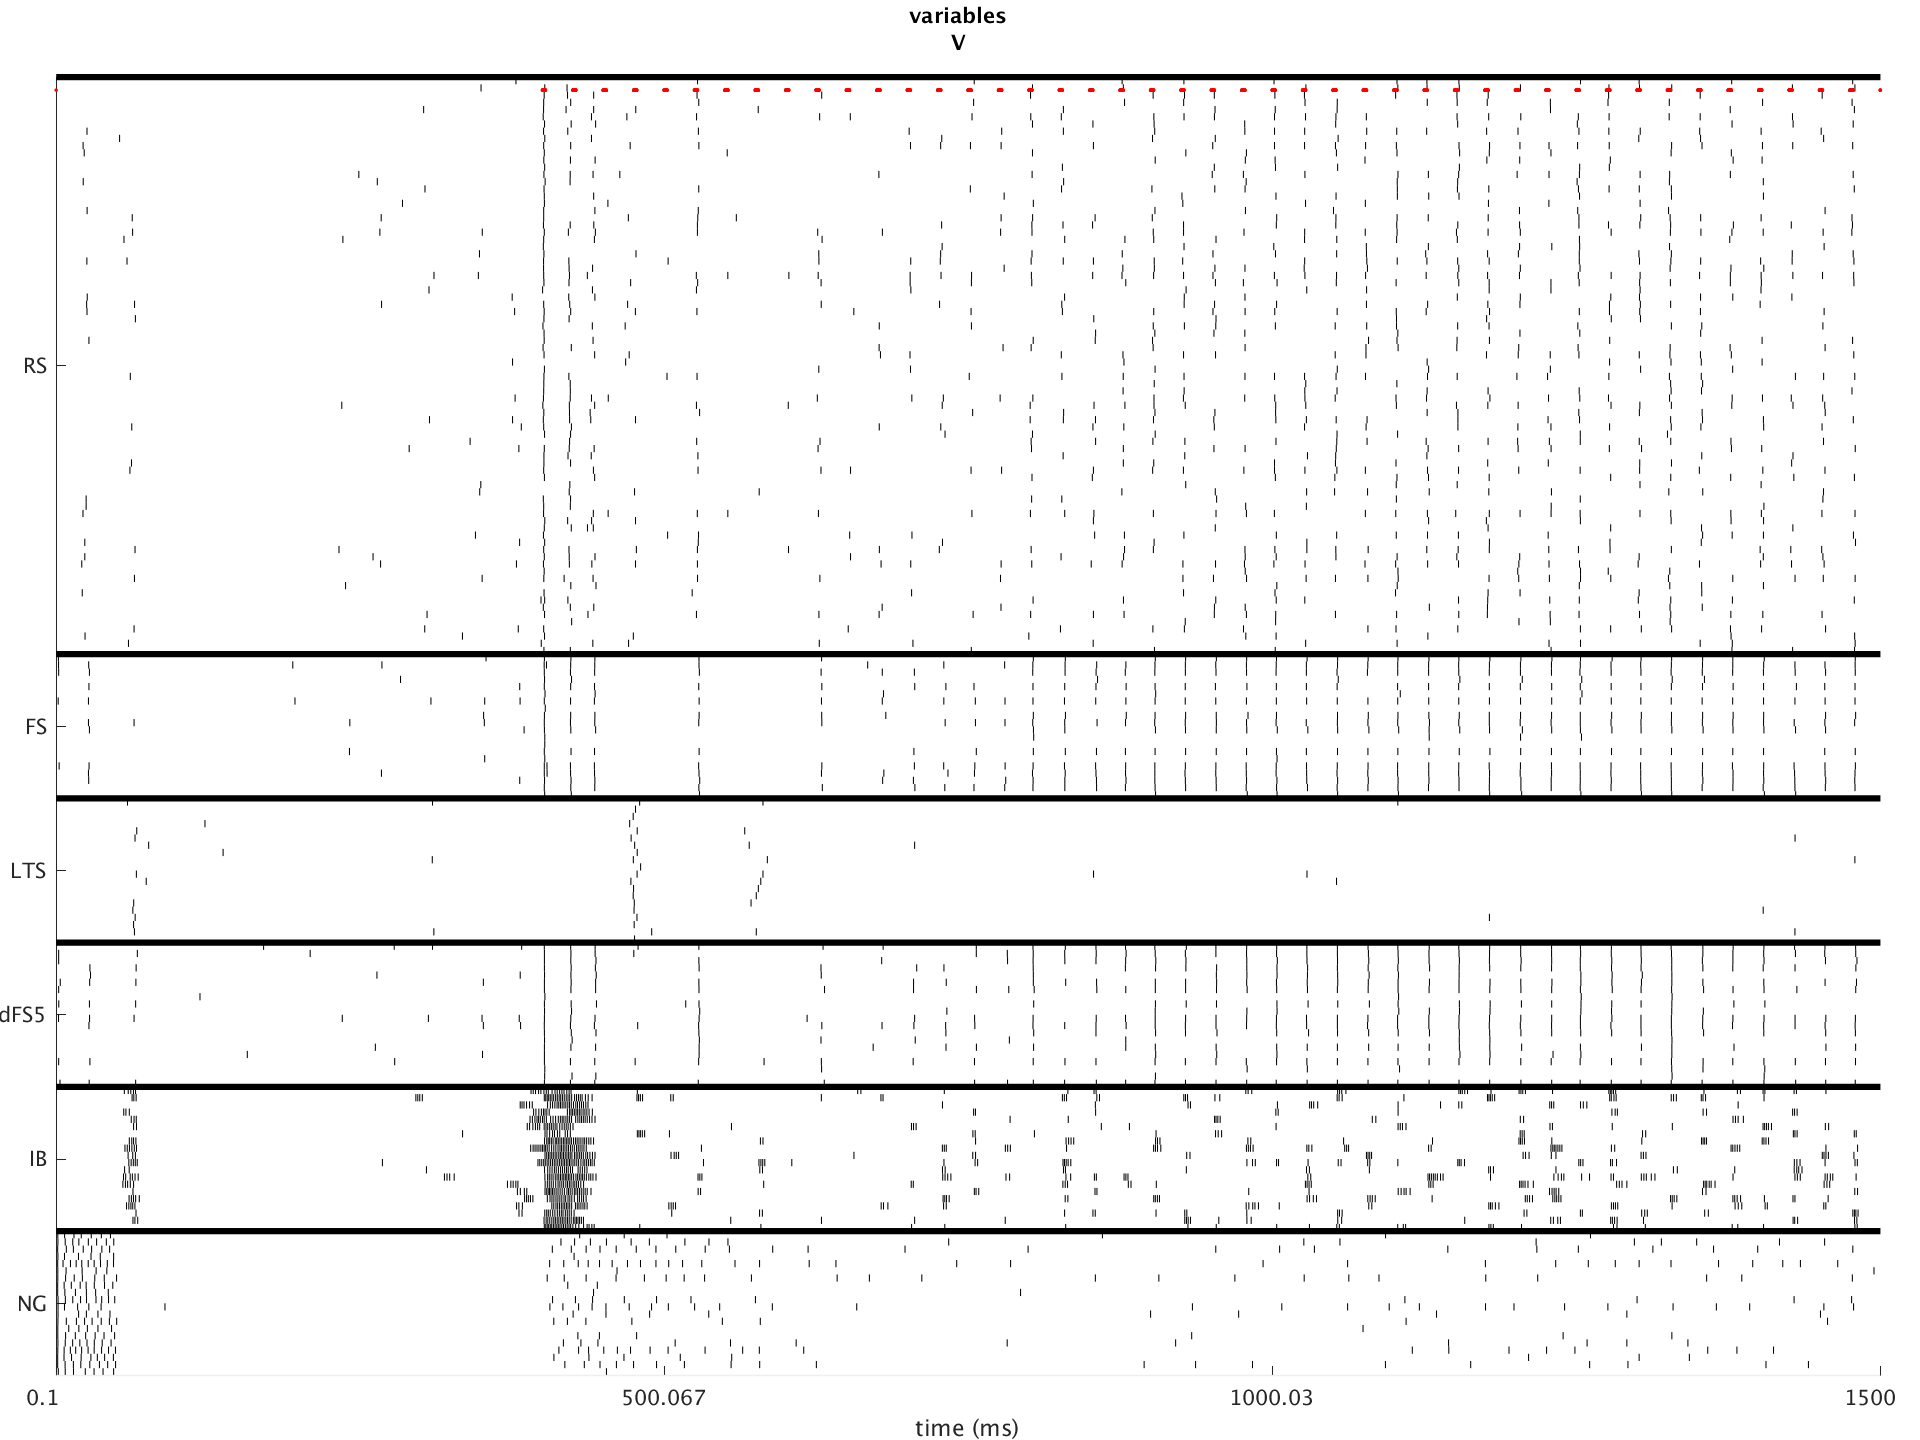 variables
V
RS
FS
LTS
dFS5
IB
NG
0.1
500.067
1000.03
1500
time (ms)